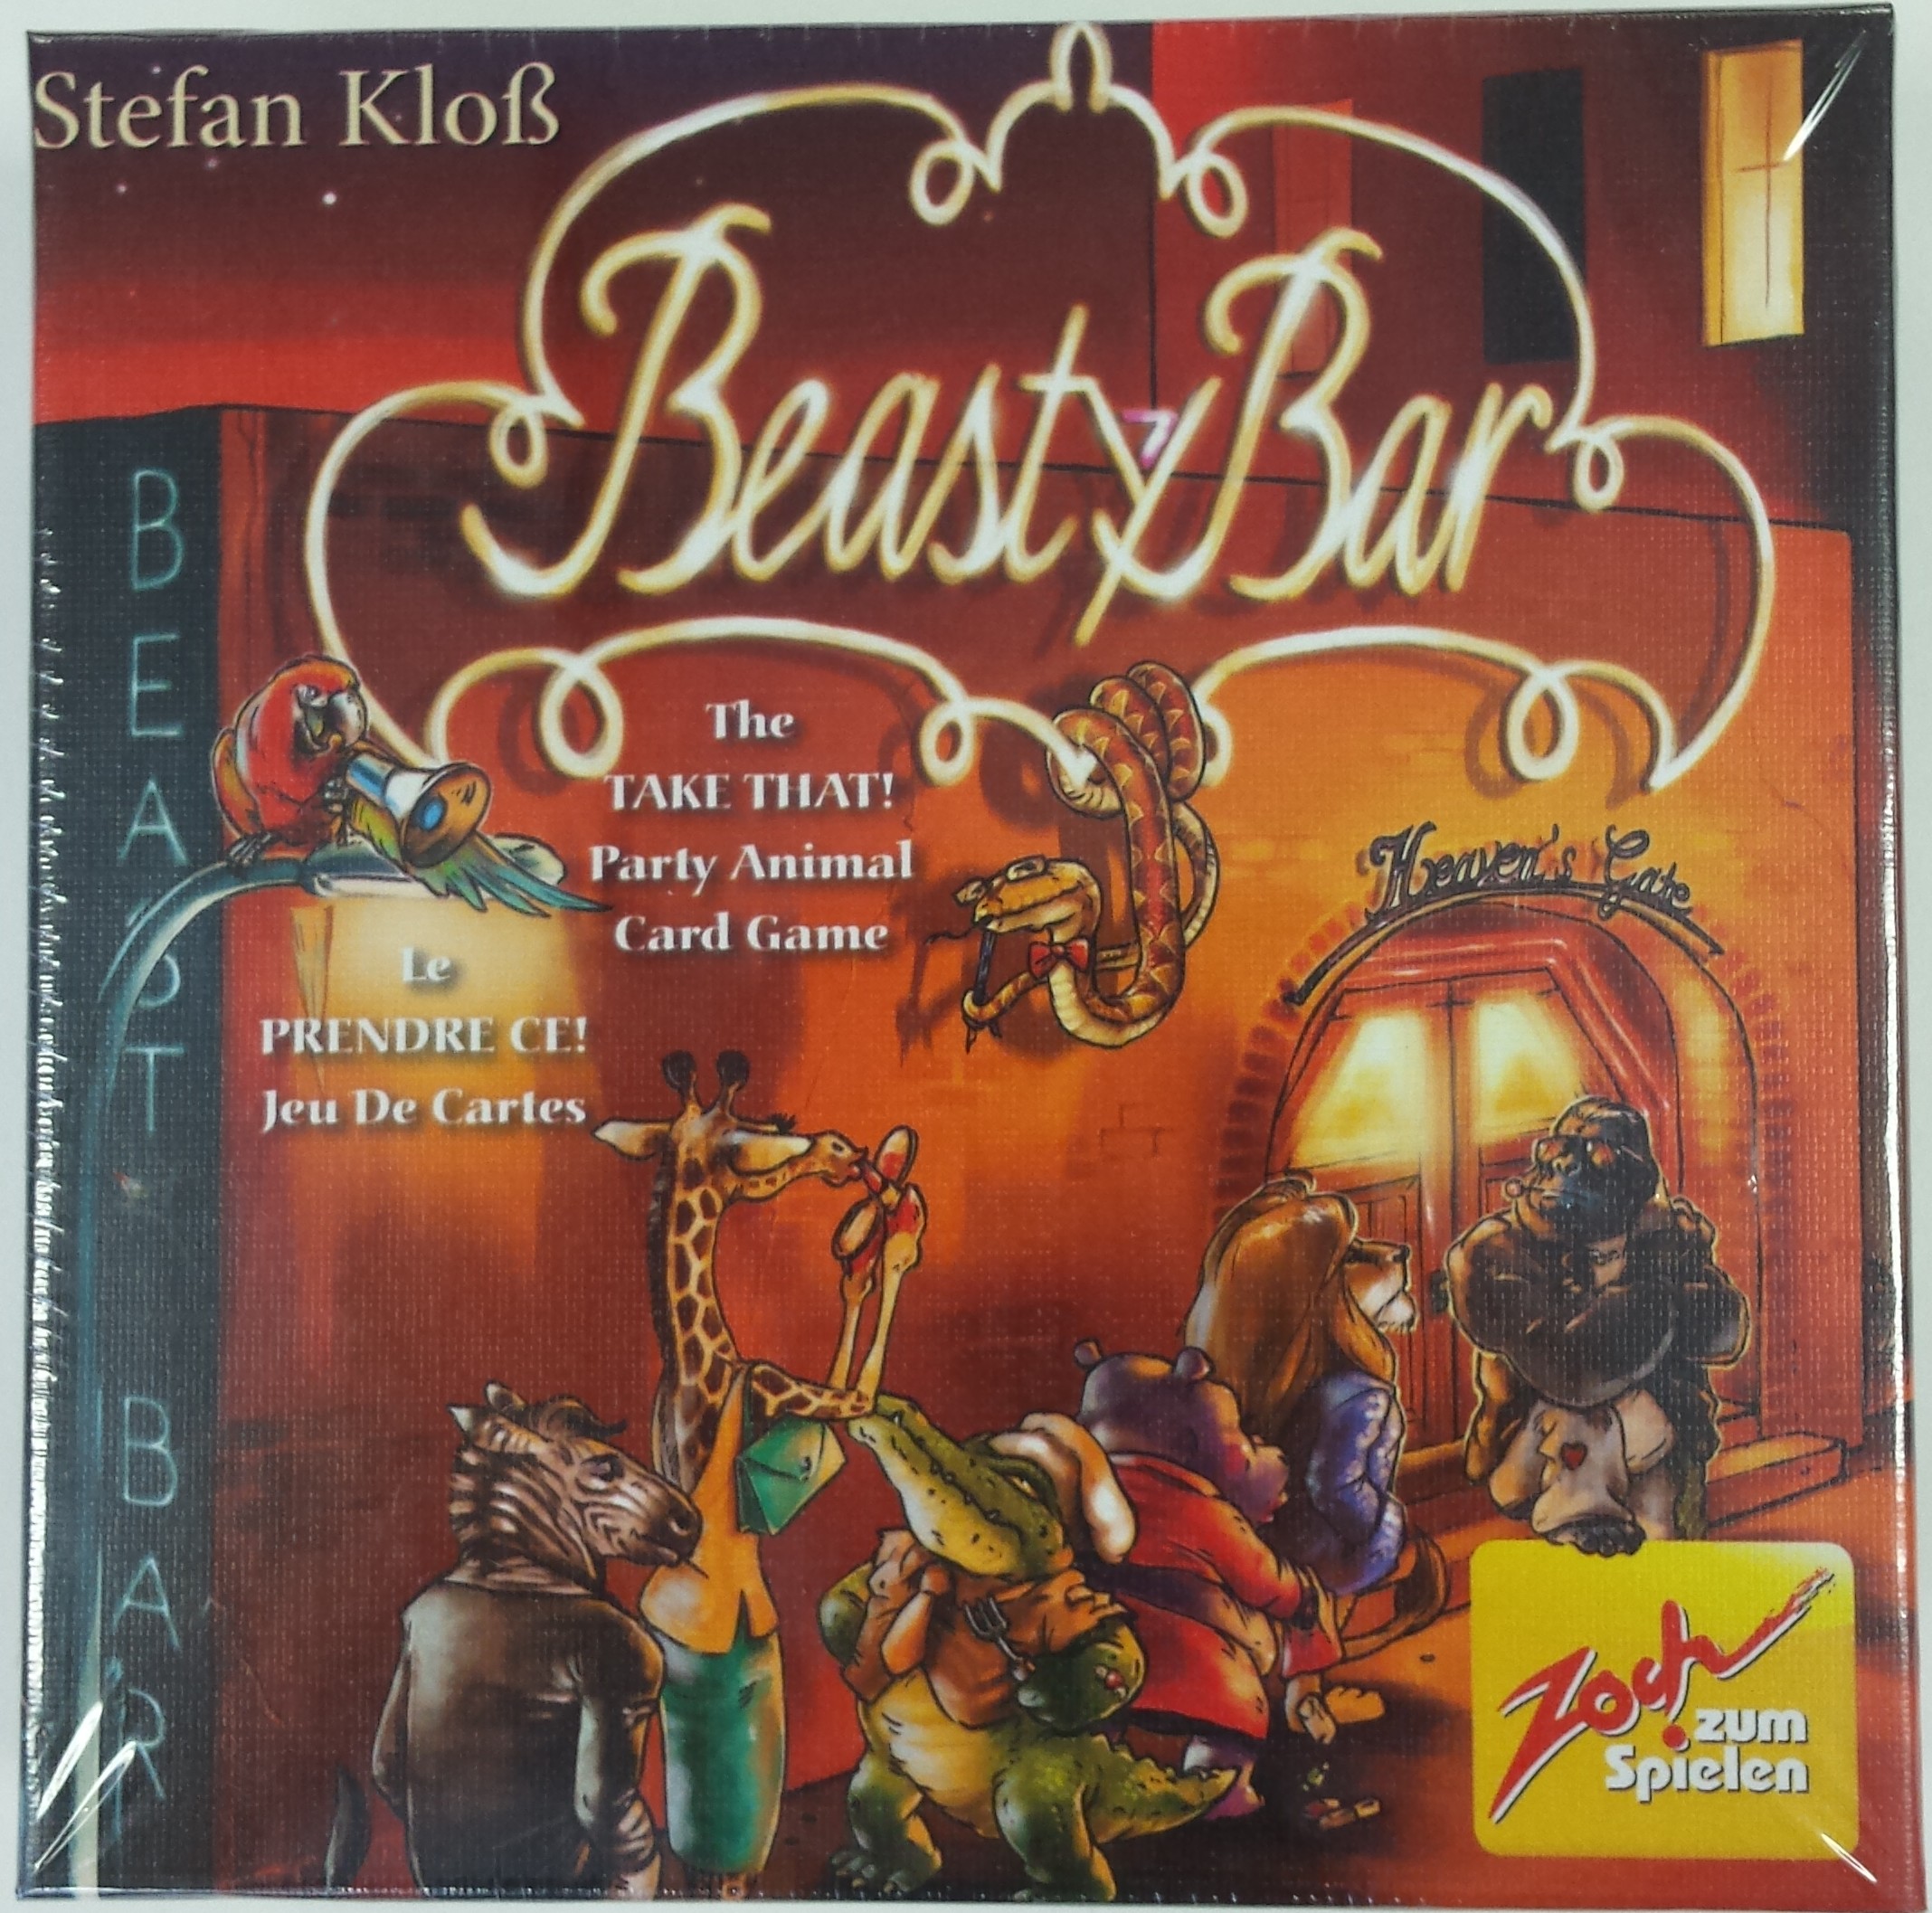 Stefan Kloß
Beasty Bar
BEAST BAR
The
TAKE THAT!
Party Animal
Card Game
Le
PRENDRE CE!
Jeu De Cartes
Heaven's Gate
Zoch
zum
Spielen